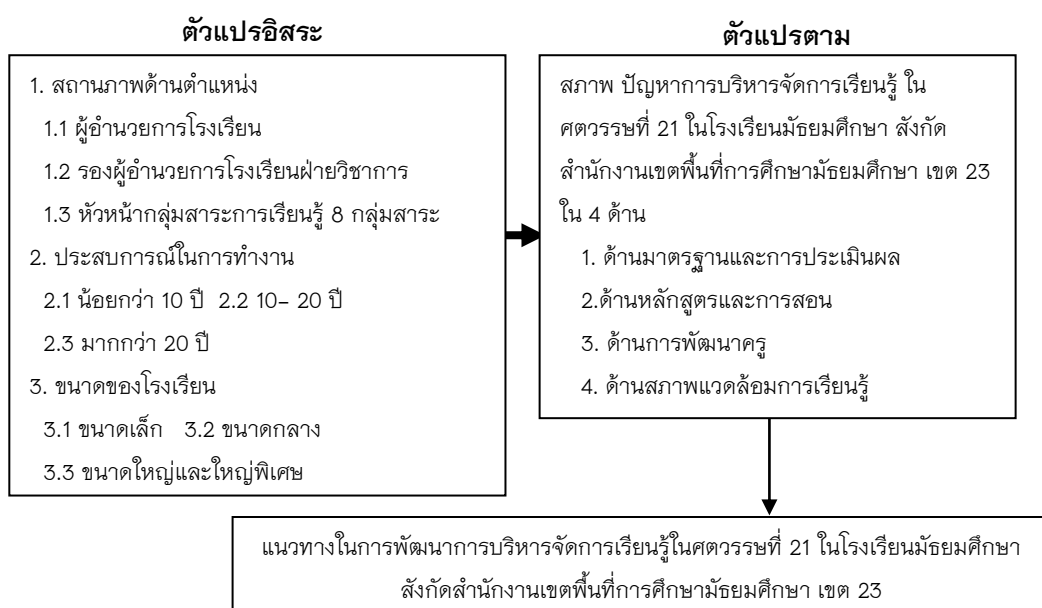 ตัวแปรอิสระ
1. สถานภาพด้านตำแหน่ง
1.1 ผู้อำนวยการโรงเรียน
1.2 รองผู้อำนวยการโรงเรียนฝ่ายวิชาการ
1.3 หัวหน้ากลุ่มสาระการเรียนรู้ 8 กลุ่มสาระ
2. ประสบการณ์ในการทำงาน
2.1 น้อยกว่า 10 ปี 2.2 10– 20 ปี
2.3 มากกว่า 20 ปี
3. ขนาดของโรงเรียน
3.1 ขนาดเล็ก 3.2 ขนาดกลาง
3.3 ขนาดใหญ่และใหญ่พิเศษ
ตัวแปรตาม
สภาพ ปัญหาการบริหารจัดการเรียนรู้ ใน
ศตวรรษที่ 21 ในโรงเรียนมัธยมศึกษา สังกัด
สำนักงานเขตพื้นที่การศึกษามัธยมศึกษา เขต 23
ใน 4 ด้าน
1. ด้านมาตรฐานและการประเมินผล
2.ด้านหลักสูตรและการสอน
3. ด้านการพัฒนาครู
4. ด้านสภาพแวดล้อมการเรียนรู้
แนวทางในการพัฒนาการบริหารจัดการเรียนรู้ในศตวรรษที่ 21 ในโรงเรียนมัธยมศึกษา
สังกัดสำนักงานเขตพื้นที่การศึกษามัธยมศึกษา เขต 23